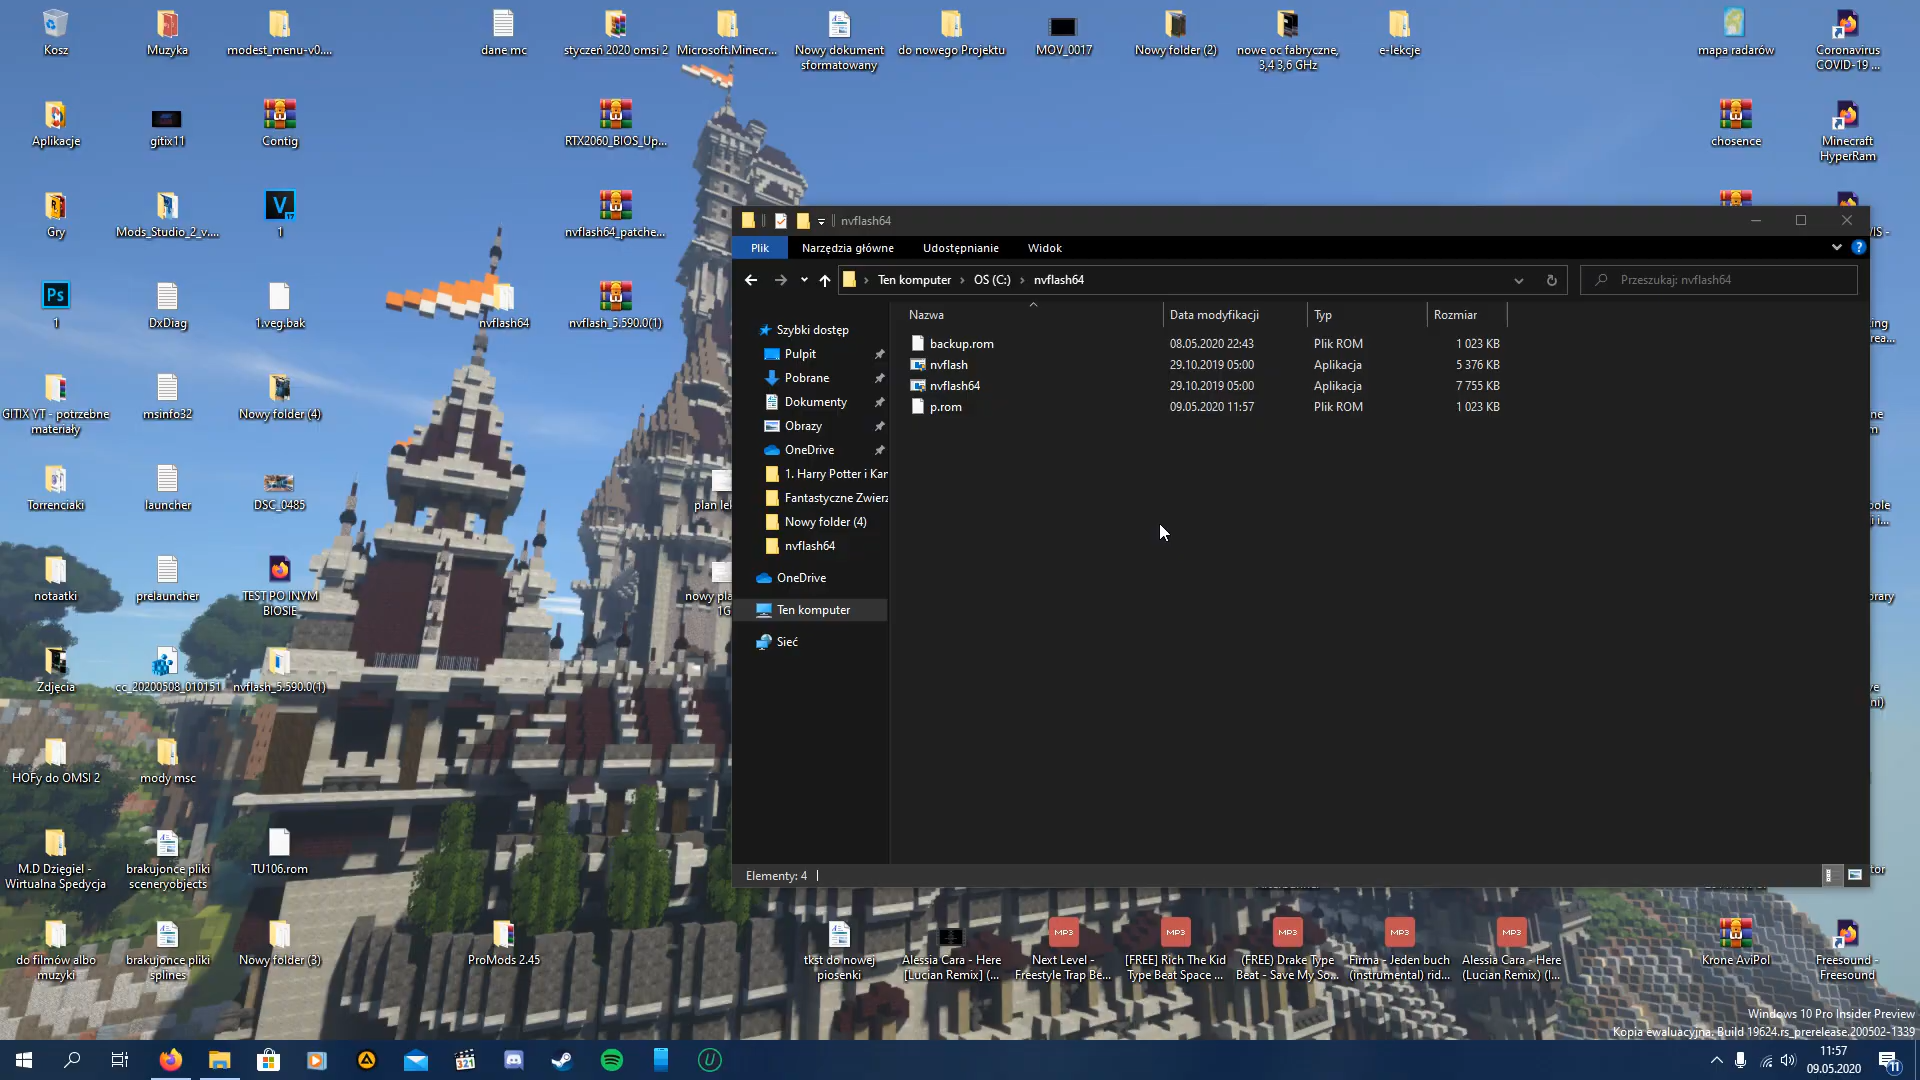 Kosz
Muzyka
modest_menu-v0....
dane mc
styczeń 2020 omsi 2
Microsoft.Minecr...
Nowy dokument
sformatowany
do nowego Projektu
MOV_0017
Nowy folder (2)
nowe oc fabryczne,
3,4 3,6 GHz
e-lekcje
mapa radarów
Coronavirus
COVID-19 ...
Aplikacje
gitix11
Contig
RTX2060_BIOS_Up...
chosence
Minecraft
HyperRam
Gry
Mods_Studio_2_v....
V
1
nvflash64_patche...
Ps
1
DxDiag
1.veg.bak
nvflash64
nvflash_5.590.0(1)
GITIX YT - potrzebne
materiały
msinfo32
Nowy folder (4)
Torrenciaki
launcher
DSC_0485
plan lek
notaatki
prelauncher
TEST PO INYM
BIOSIE
nowy pla
1G
Zdjęcia
cc_20200508_010151
nvflash_5.590.0(1)
HOFy do OMSI 2
mody msc
M.D Dzięgiel -
Wirtualna Spedycja
brakujonce pliki
sceneryobjects
TU106.rom
do filmów albo
muzyki
brakujonce pliki
splines
Nowy folder (3)
ProMods 2.45
tkst do nowej
piosenki
Alessia Cara - Here
[Lucian Remix] (...
MP3
Next Level -
Freestyle Trap Be...
MP3
[FREE] Rich The Kid
Type Beat Space ...
MP3
(FREE) Drake Type
Beat - Save My So...
MP3
Firma - Jeden buch
(instrumental) rid...
MP3
Alessia Cara - Here
(Lucian Remix) (I...
Krone AviPol
Freesound -
Freesound
nvflash64
Plik
Narzędzia główne
Udostępnianie
Widok
Ten komputer
OS (C:)
nvflash64
Przeszukaj: nvflash64
Szybki dostęp
Pulpit
Pobrane
Dokumenty
Obrazy
OneDrive
1. Harry Potter i Kar
Fantastyczne Zwierz
Nowy folder (4)
nvflash64
OneDrive
Ten komputer
Sieć
Nazwa Data modyfikacji Typ Rozmiar
backup.rom 08.05.2020 22:43 Plik ROM 1 023 KB
nvflash 29.10.2019 05:00 Aplikacja 5 376 KB
nvflash64 29.10.2019 05:00 Aplikacja 7 755 KB
p.rom 09.05.2020 11:57 Plik ROM 1 023 KB
Elementy: 4
Windows 10 Pro Insider Preview
Kopia ewaluacyjna. Build 19624.rs_prerelease.200502-1339
321
11:57
09.05.2020
11